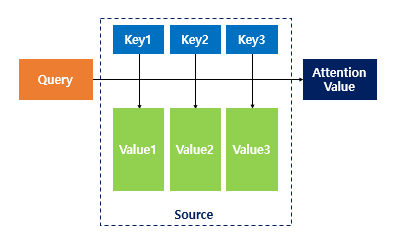 Key1 Key2 Key3
Query
Attention
Value
Value1 Value2 Value3
Source